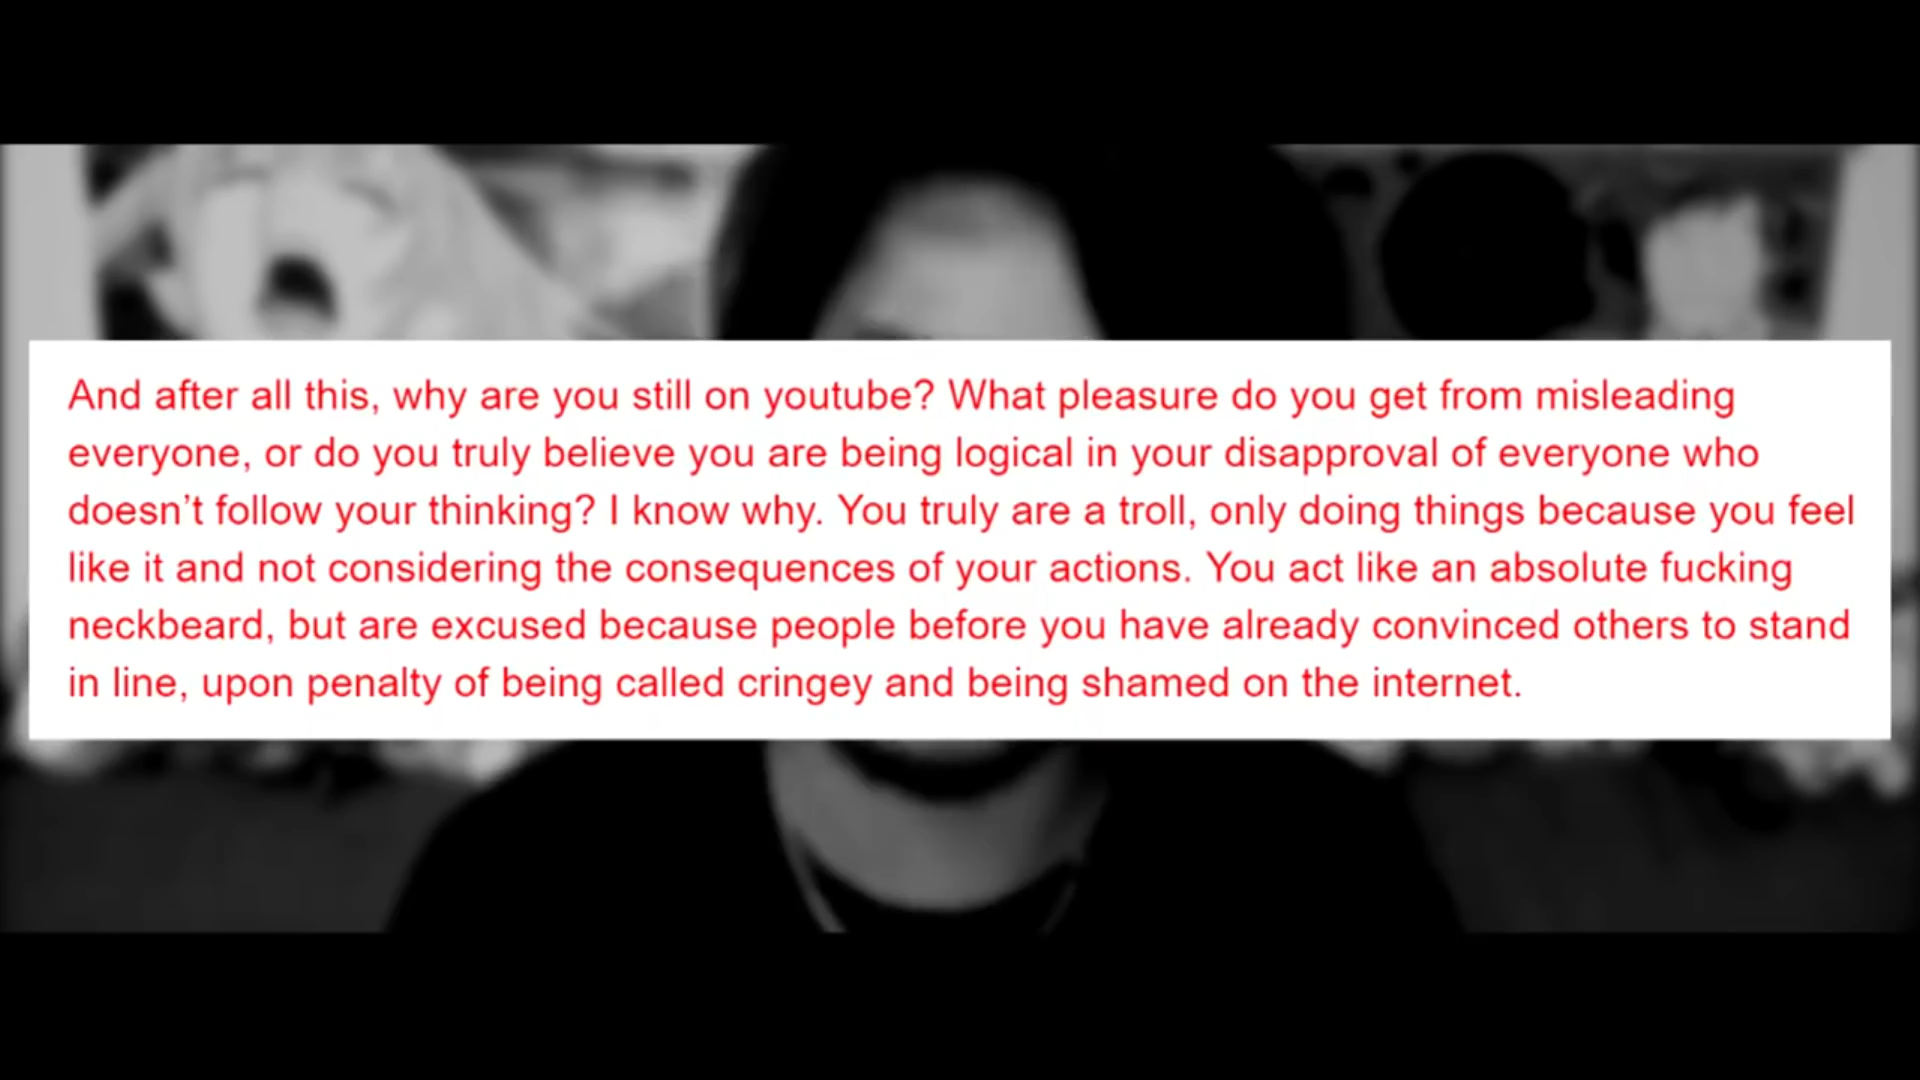 And after all this, why are you still on youtube? What pleasure do you get from misleading
everyone, or do you truly believe you are being logical in your disapproval of everyone who
doesn’t follow your thinking? I know why. You truly are a troll, only doing things because you feel
like it and not considering the consequences of your actions. You act like an absolute fucking
neckbeard, but are excused because people before you have already convinced others to stand
in line, upon penalty of being called cringey and being shamed on the internet.